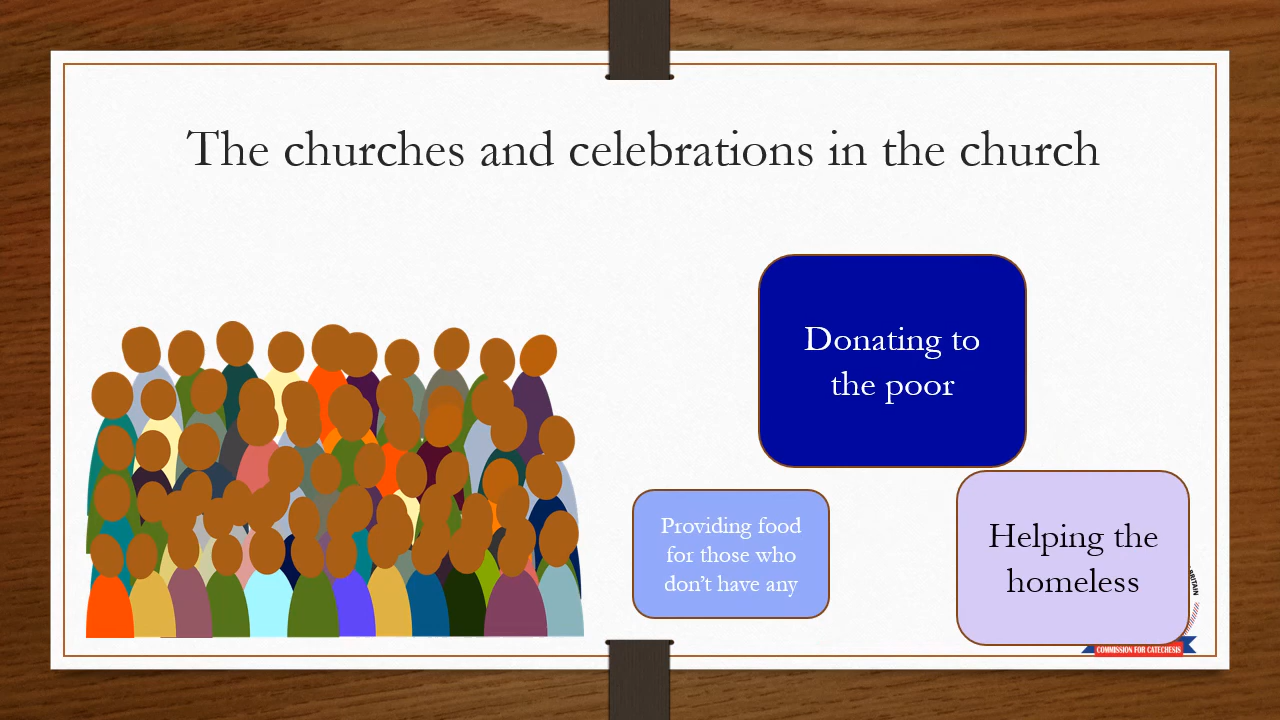 The churches and celebrations in the church
Donating to
the poor
Providing food
for those who
don't have any
Helping the
homeless
BRITAIN
COMMISSION FOR CATECHESIS